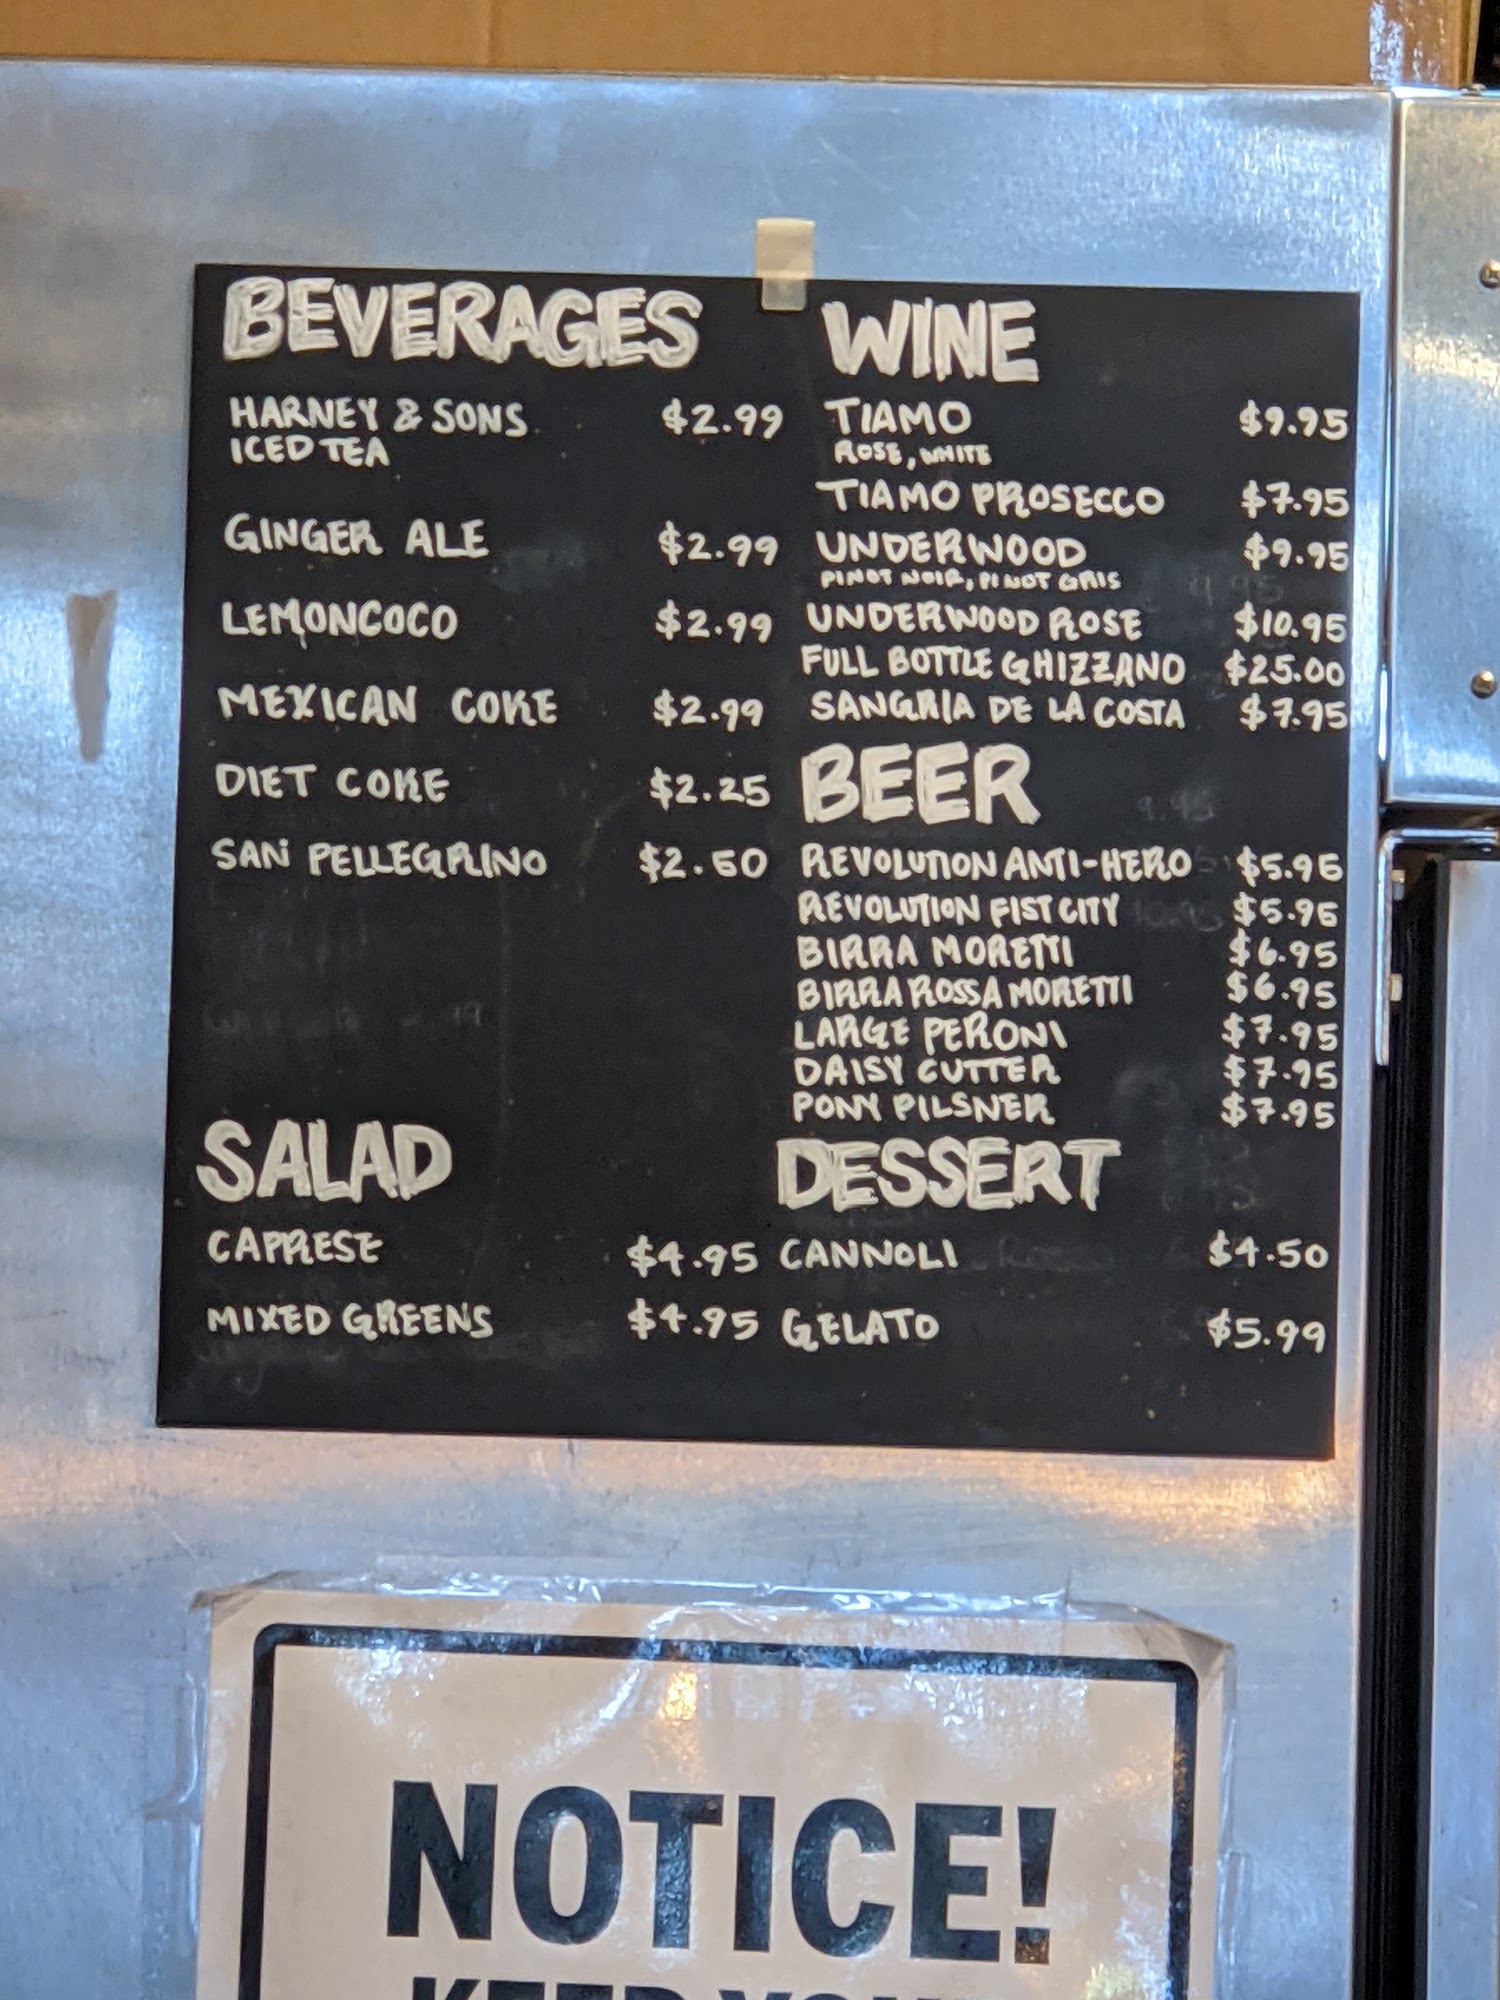 BEVERAGES
HARNEY & SONS $2.99
ICED TEA
GINGER ALE $2.99
LEMONCOCO $2.99
MEXICAN COKE $2.99
DIET COKE $2.25
SAN PELLEGRINO $2.50
SALAD
CAPRESE $4.95
MIXED GREENS $4.95
WINE
TIAMO $9.95
ROSE, WHITE
TIAMO PROSECCO $7.95
UNDERWOOD $9.95
PINOT NOIR, PINOT GRIS
UNDERWOOD ROSE $10.95
FULL BOTTLE GHIZZANO $25.00
SANGRIA DE LA COSTA $7.95
BEER
REVOLUTION ANTI-HERO $5.95
REVOLUTION FIST CITY $5.95
BIRRA MORETTI $6.95
BIRRA ROSSA MORETTI $6.95
LARGE PERONI $7.95
DAISY CUTTER $7.95
PONY PILSNER $7.95
DESSERT
CANNOLI $4.50
GELATO $5.99
NOTICE!
KEEP YOUR